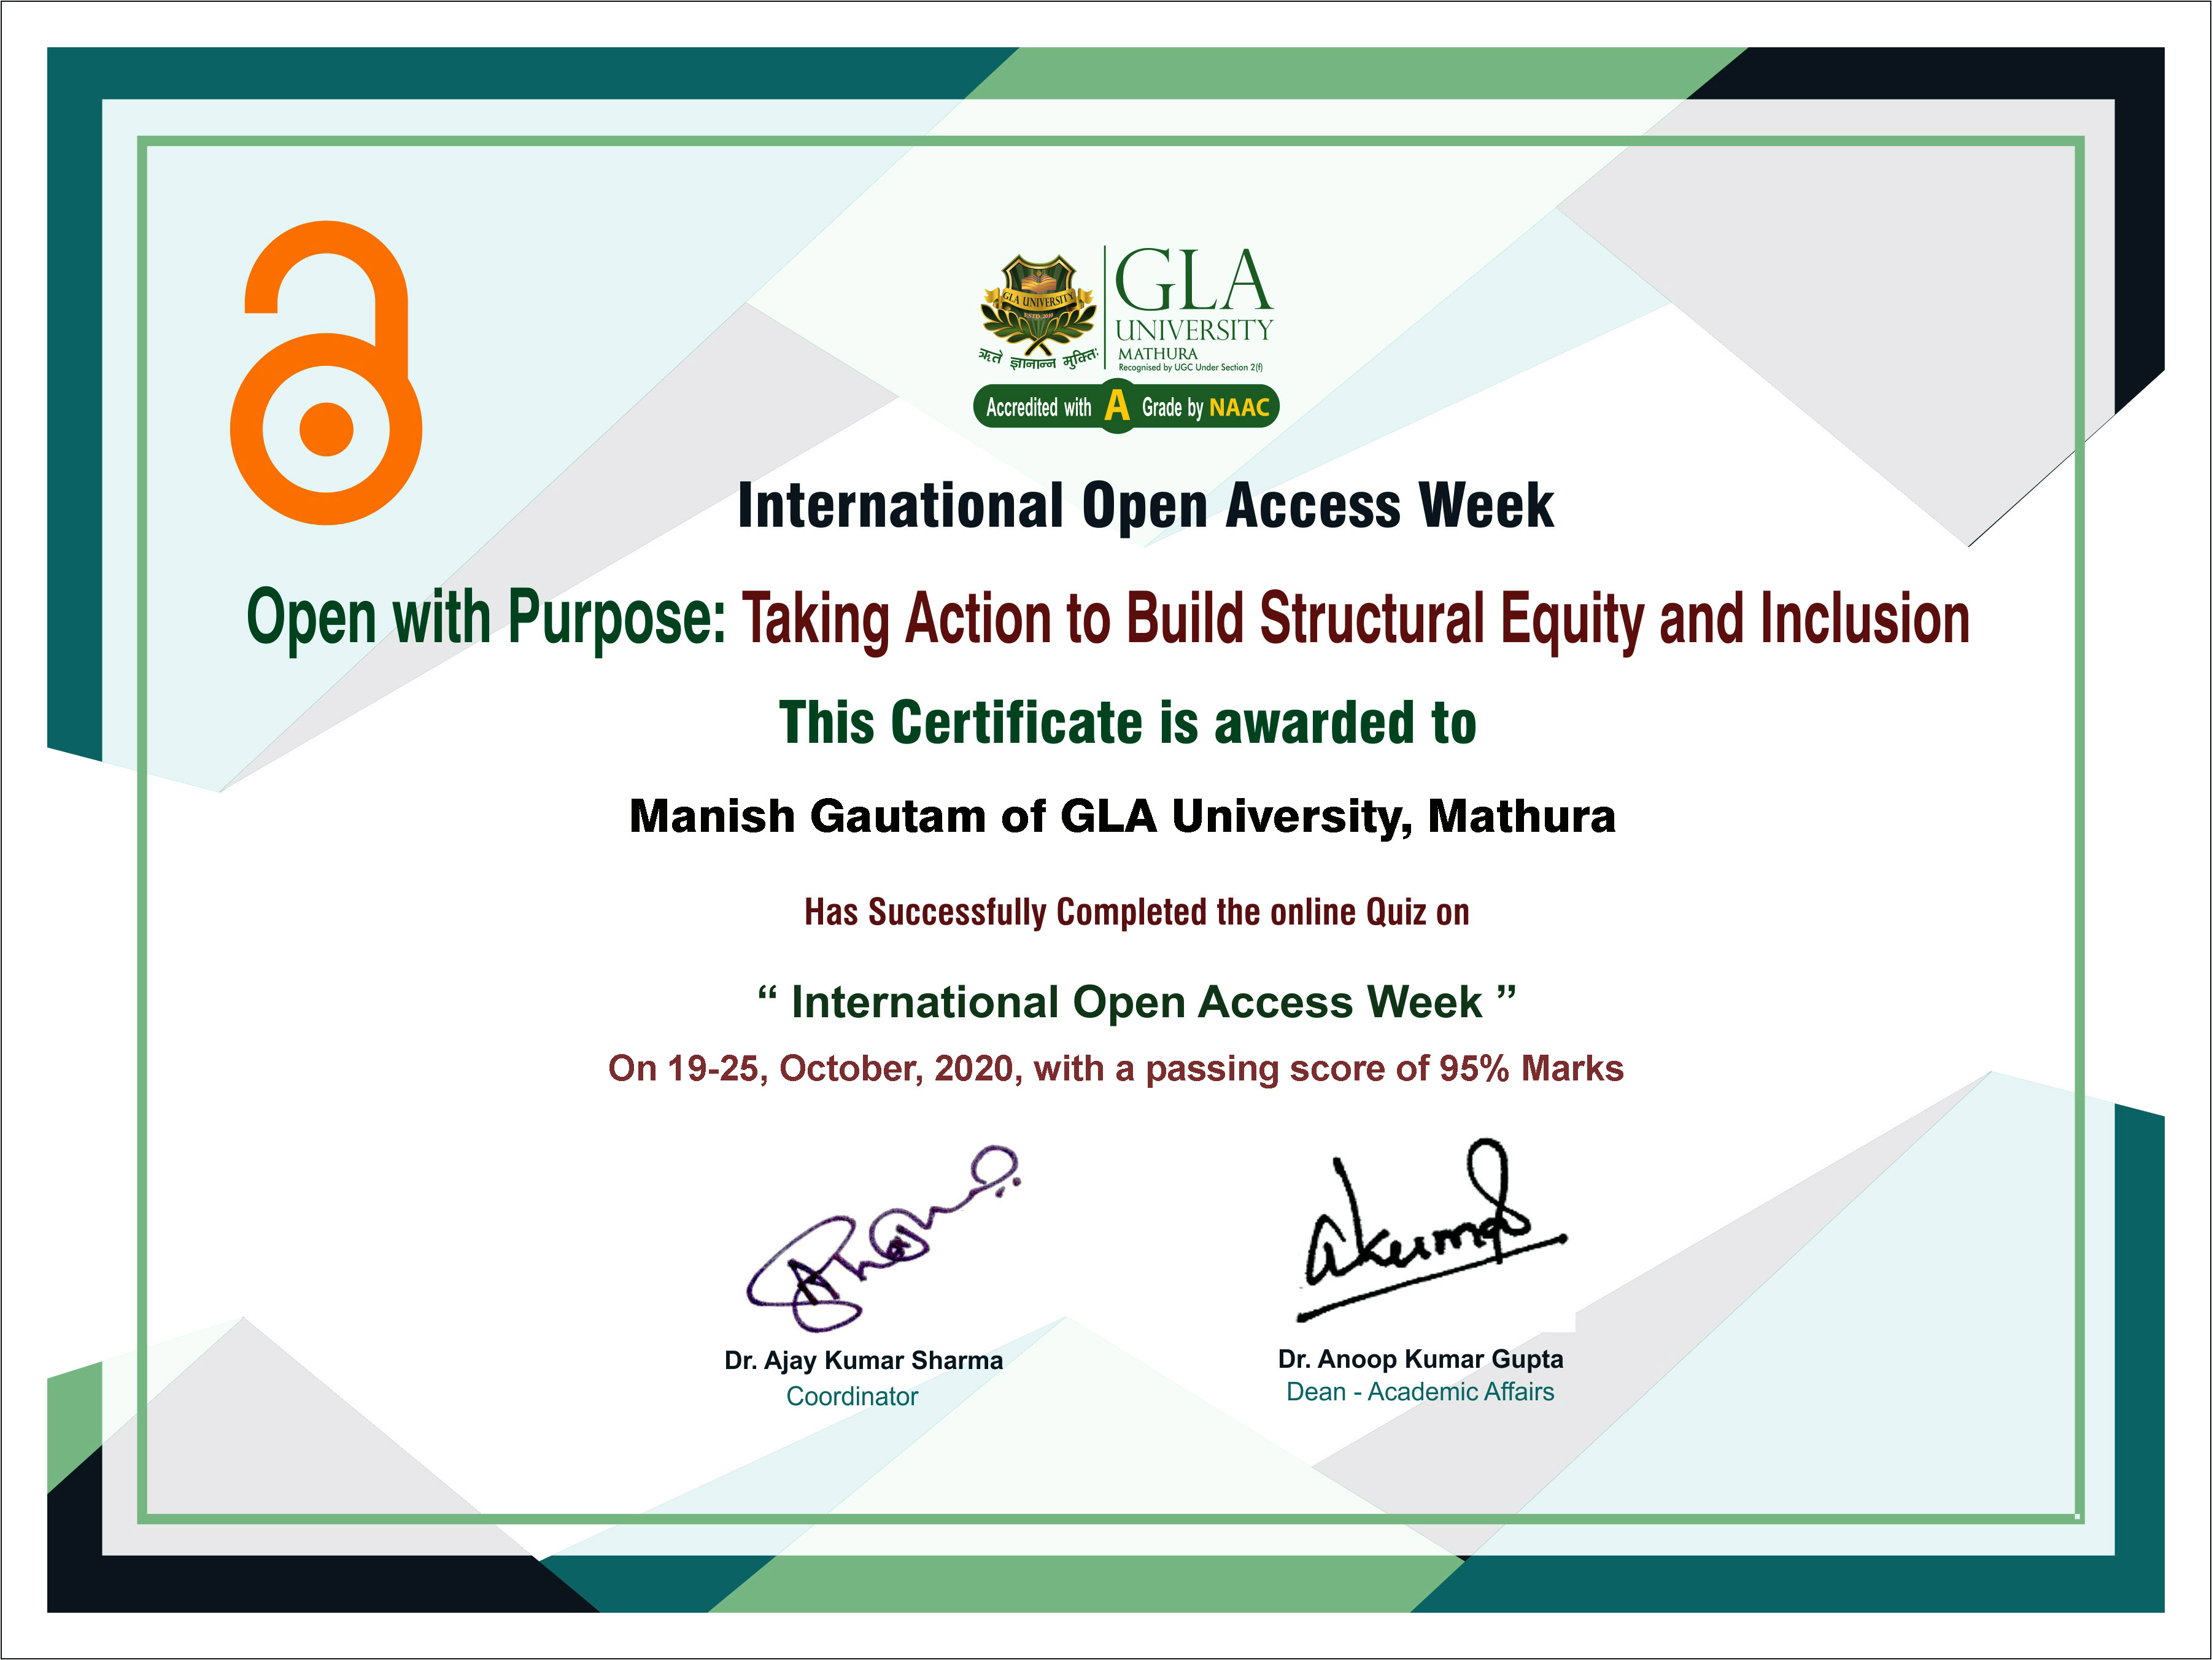 GLA UNIVERSITY
ESTD. 2010
ऋते ज्ञानान्न मुक्तिः
GLA
UNIVERSITY
MATHURA
Recognised by UGC Under Section 2(f)
Accredited with A Grade by NAAC
International Open Access Week
Open with Purpose: Taking Action to Build Structural Equity and Inclusion
This Certificate is awarded to
Manish Gautam of GLA University, Mathura
Has Successfully Completed the online Quiz on
“ International Open Access Week ”
On 19-25, October, 2020, with a passing score of 95% Marks
Dr. Ajay Kumar Sharma
Coordinator
akumar
Dr. Anoop Kumar Gupta
Dean - Academic Affairs